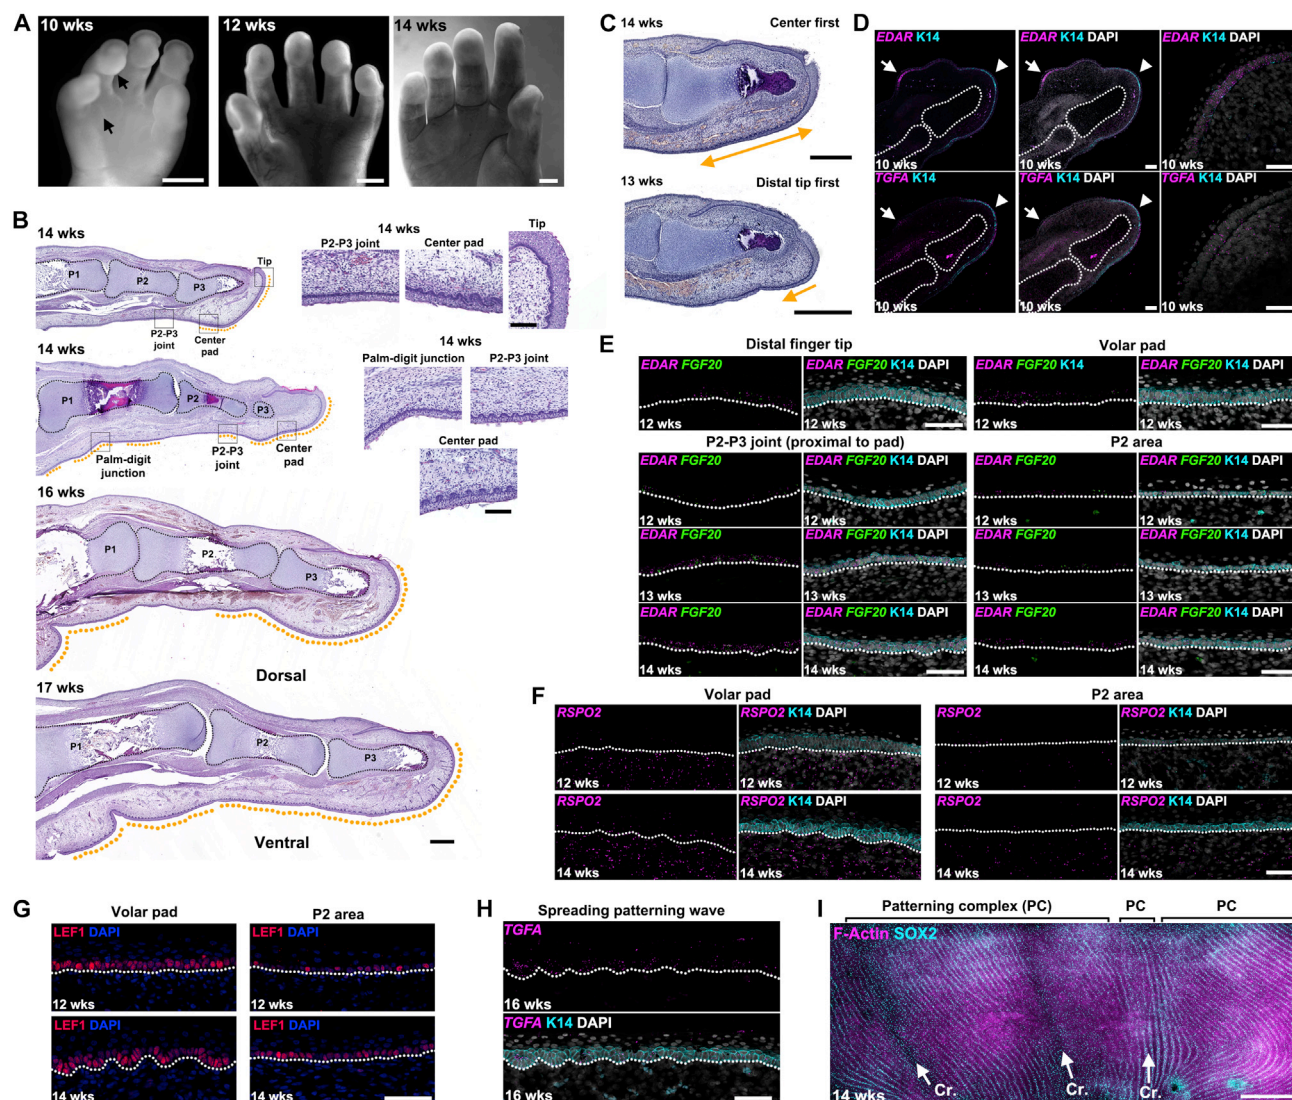 A
10 wks
12 wks
14 wks
B
14 wks
P1
P2
P3
Tip
P2-P3
joint
Center
pad
14 wks
P2-P3 joint
Center pad
Tip
14 wks
P1
P2
P3
Palm-digit
junction
P2-P3
joint
Center
pad
14 wks
Palm-digit junction
P2-P3 joint
Center pad
16 wks
P1
P2
P3
Dorsal
17 wks
P1
P2
P3
Ventral
C
14 wks
Center first
13 wks
Distal tip first
D
EDAR K14
10 wks
EDAR K14 DAPI
10 wks
EDAR K14 DAPI
10 wks
TGFA K14
10 wks
TGFA K14 DAPI
10 wks
TGFA K14 DAPI
10 wks
E
Distal finger tip
Volar pad
EDAR FGF20
12 wks
EDAR FGF20 K14 DAPI
EDAR FGF20 K14
12 wks
EDAR FGF20 K14 DAPI
12 wks
P2-P3 joint (proximal to pad)
P2 area
EDAR FGF20
12 wks
EDAR FGF20 K14 DAPI
12 wks
EDAR FGF20
12 wks
EDAR FGF20 K14 DAPI
12 wks
EDAR FGF20
13 wks
EDAR FGF20 K14 DAPI
13 wks
EDAR FGF20
13 wks
EDAR FGF20 K14 DAPI
13 wks
EDAR FGF20
14 wks
EDAR FGF20 K14 DAPI
14 wks
EDAR FGF20
14 wks
EDAR FGF20 K14 DAPI
14 wks
F
Volar pad
P2 area
RSPO2
12 wks
RSPO2 K14 DAPI
12 wks
RSPO2
12 wks
RSPO2 K14 DAPI
12 wks
RSPO2
14 wks
RSPO2 K14 DAPI
14 wks
RSPO2
14 wks
RSPO2 K14 DAPI
14 wks
G
Volar pad
P2 area
LEF1 DAPI
12 wks
LEF1 DAPI
12 wks
LEF1 DAPI
14 wks
LEF1 DAPI
14 wks
H
Spreading patterning wave
TGFA
16 wks
TGFA K14 DAPI
16 wks
I
Patterning complex (PC)
PC
PC
F-Actin SOX2
Cr.
Cr.
Cr.
14 wks